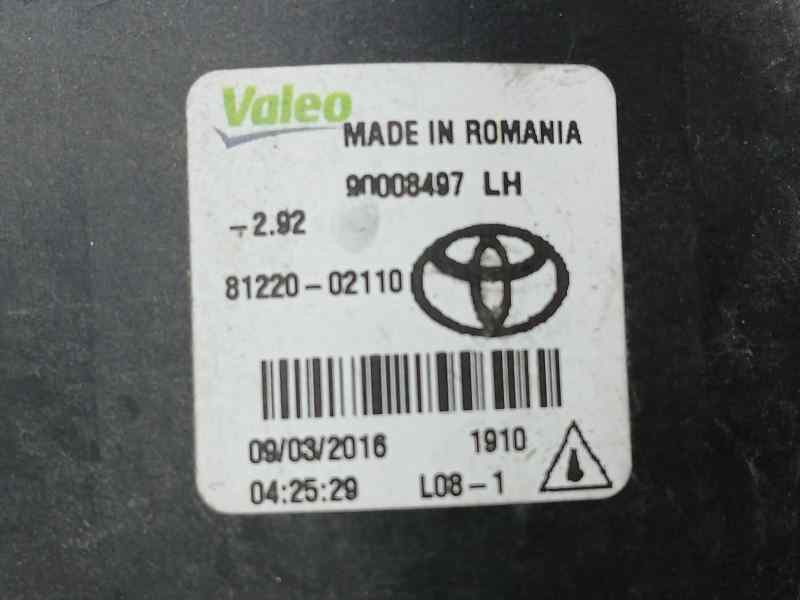 Valeo
MADE IN ROMANIA
90008497 LH
-2.92
81220-02110
09/03/2016 1910
04:25:29 L08-1